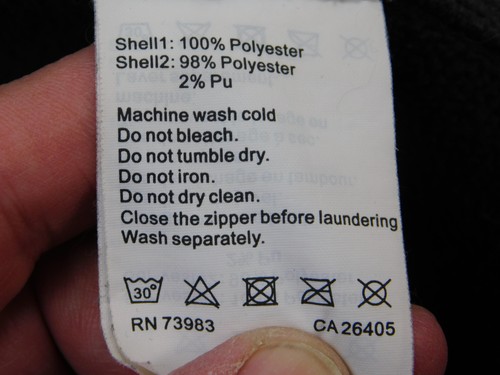 Shell1: 100% Polyester
Shell2: 98% Polyester
2% Pu
Machine wash cold
Do not bleach.
Do not tumble dry.
Do not iron.
Do not dry clean.
Close the zipper before laundering
Wash separately.
30°
RN 73983 CA 26405